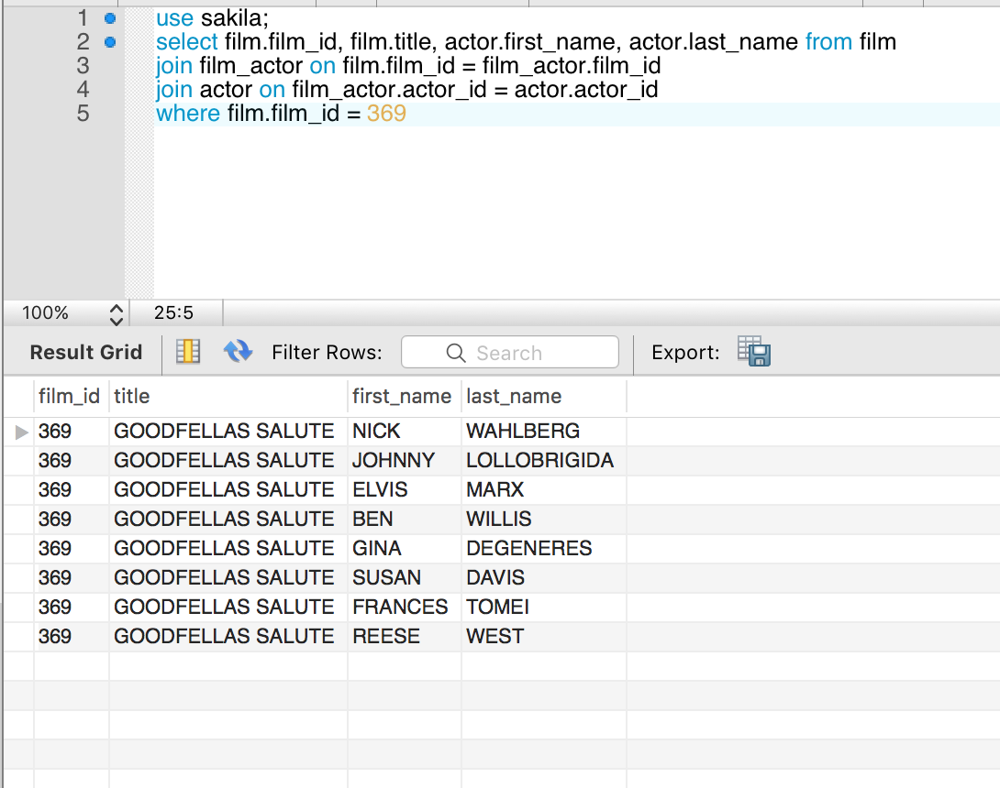 1 use sakila;
2 select film.film_id, film.title, actor.first_name, actor.last_name from film
3 join film_actor on film.film_id = film_actor.film_id
4 join actor on film_actor.actor_id = actor.actor_id
5 where film.film_id = 369
100% 25:5
Result Grid Filter Rows: Search Export:
film_id title first_name last_name
369 GOODFELLAS SALUTE NICK WAHLBERG
369 GOODFELLAS SALUTE JOHNNY LOLLOBRIGIDA
369 GOODFELLAS SALUTE ELVIS MARX
369 GOODFELLAS SALUTE BEN WILLIS
369 GOODFELLAS SALUTE GINA DEGENERES
369 GOODFELLAS SALUTE SUSAN DAVIS
369 GOODFELLAS SALUTE FRANCES TOMEI
369 GOODFELLAS SALUTE REESE WEST